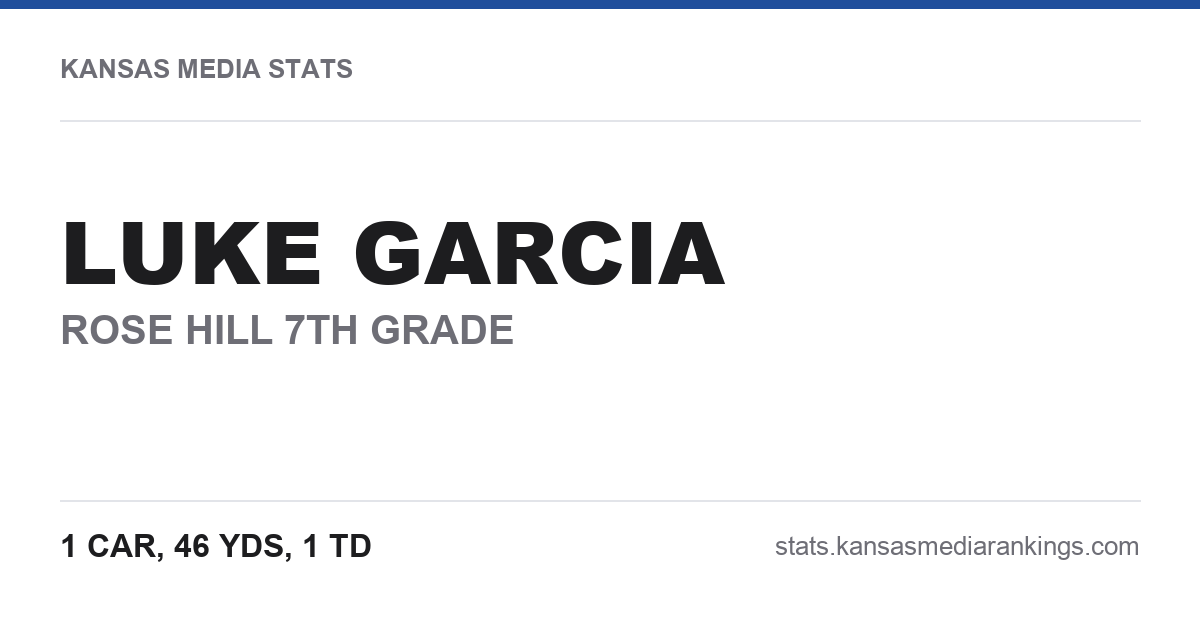 KANSAS MEDIA STATS
LUKE GARCIA
ROSE HILL 7TH GRADE
1 CAR, 46 YDS, 1 TD
stats.kansasmediarankings.com